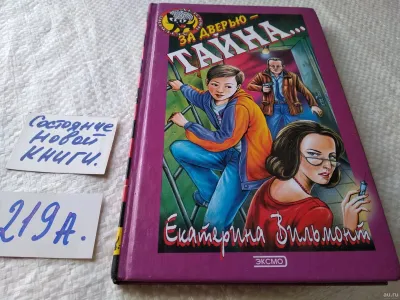 ЗА ДВЕРЬЮ –
ТАЙНА...
Состояние
новой
книги.
219А.
Екатерина Вильмонт
ЭКСМО